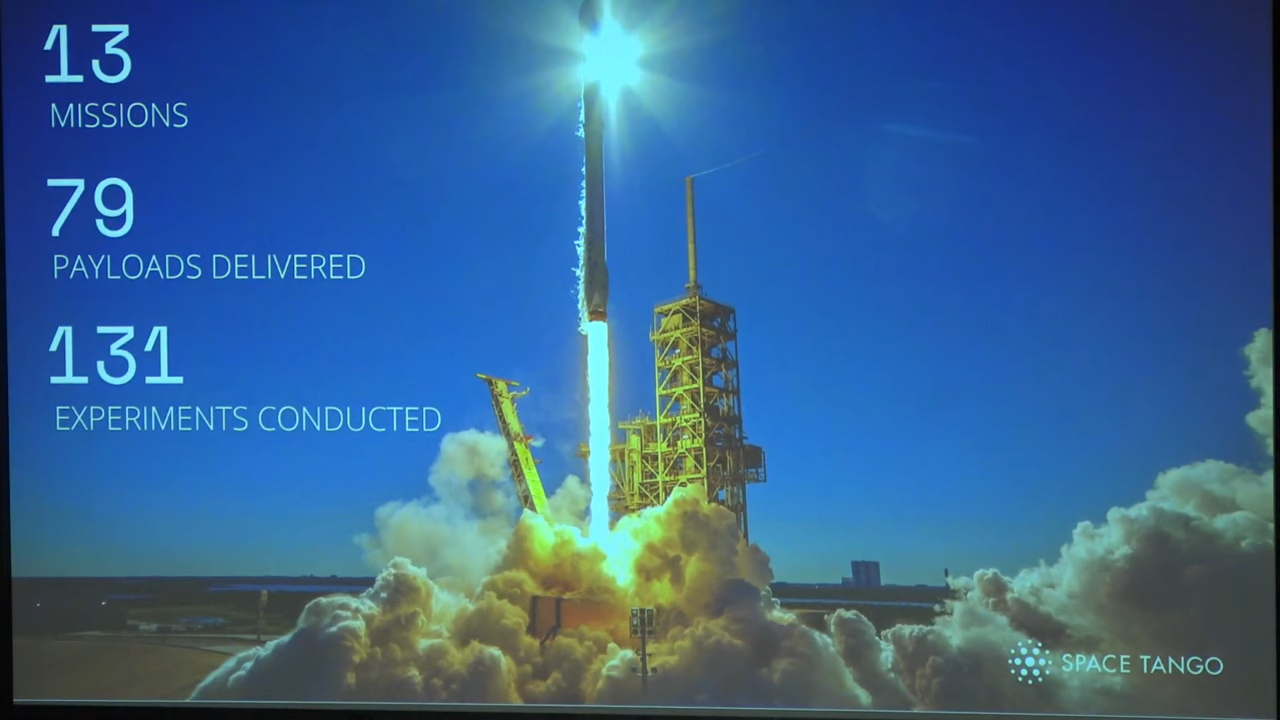 13
MISSIONS
79
PAYLOADS DELIVERED
131
EXPERIMENTS CONDUCTED
SPACE TANGO